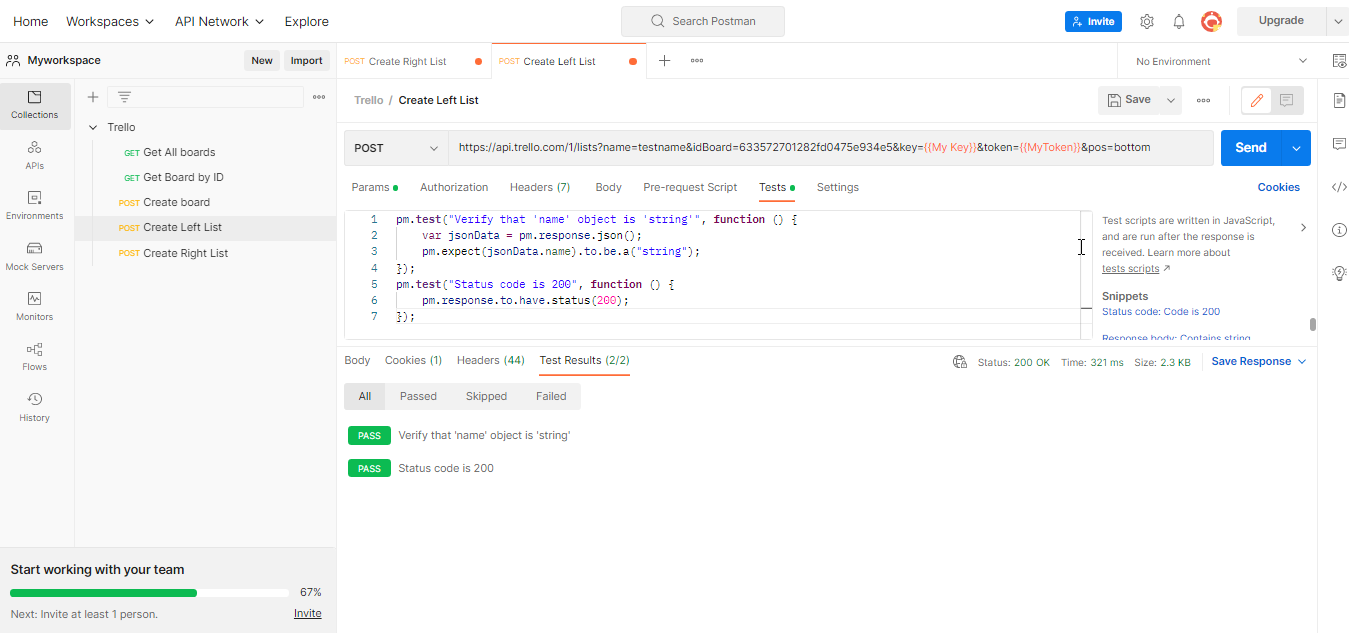 Home Workspaces API Network Explore Search Postman Invite Upgrade
Myworkspace New Import
POST Create Right List POST Create Left List No Environment
Collections
APIs
Environments
Mock Servers
Monitors
Flows
History
Trello
GET Get All boards
GET Get Board by ID
POST Create board
POST Create Left List
POST Create Right List
Start working with your team
67%
Next: Invite at least 1 person. Invite
Trello / Create Left List Save
POST https://api.trello.com/1/lists?name=testname&idBoard=633572701282fd0475e934e5&key={{My Key}}&token={{MyToken}}&pos=bottom Send
Params Authorization Headers (7) Body Pre-request Script Tests Settings Cookies
1 pm.test("Verify that 'name' object is 'string'", function () {
2 var jsonData = pm.response.json();
3 pm.expect(jsonData.name).to.be.a("string");
4 });
5 pm.test("Status code is 200", function () {
6 pm.response.to.have.status(200);
7 });
Test scripts are written in JavaScript,
and are run after the response is
received. Learn more about
tests scripts ↗
Snippets
Status code: Code is 200
Response body: Contains string
Body Cookies (1) Headers (44) Test Results (2/2) Status: 200 OK Time: 321 ms Size: 2.3 KB Save Response
All Passed Skipped Failed
PASS Verify that 'name' object is 'string'
PASS Status code is 200